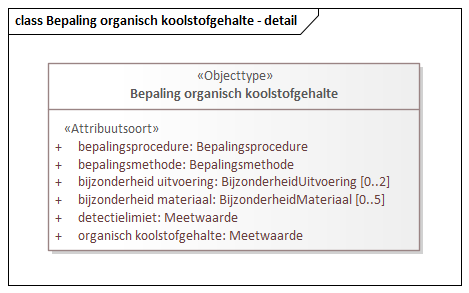 class Bepaling organisch koolstofgehalte - detail
«Objecttype»
Bepaling organisch koolstofgehalte
«Attribuutsoort»
+ bepalingsprocedure: Bepalingsprocedure
+ bepalingsmethode: Bepalingsmethode
+ bijzonderheid uitvoering: BijzonderheidUitvoering [0..2]
+ bijzonderheid materiaal: BijzonderheidMateriaal [0..5]
+ detectielimiet: Meetwaarde
+ organisch koolstofgehalte: Meetwaarde